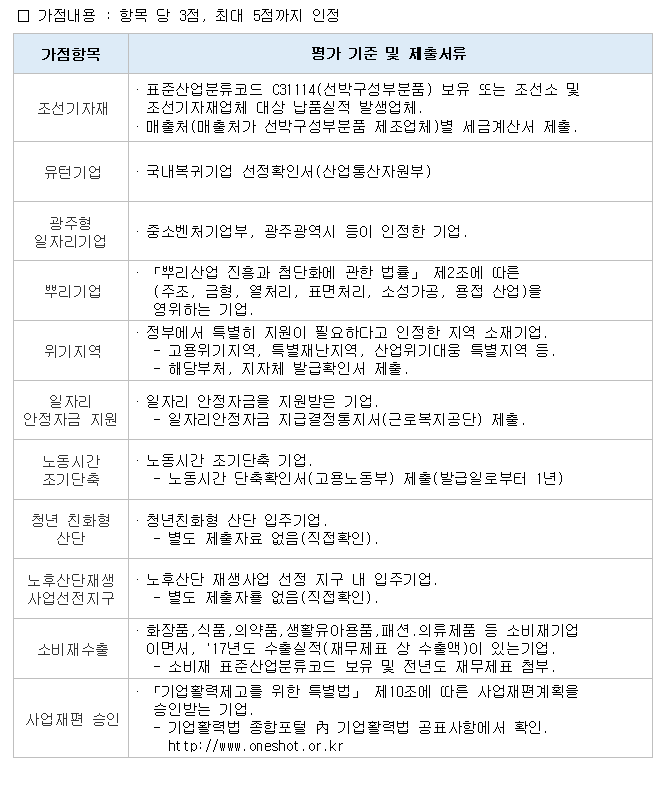 □ 가점내용 : 항목 당 3점, 최대 5점까지 인정
가점항목
평가 기준 및 제출서류
조선기자재
· 표준산업분류코드 C31114(선박구성부분품) 보유 또는 조선소 및
조선기자재업체 대상 납품실적 발생업체.
· 매출처(매출처가 선박구성부분품 제조업체)별 세금계산서 제출.
유턴기업
· 국내복귀기업 선정확인서(산업통산자원부)
광주형
일자리기업
· 중소벤처기업부, 광주광역시 등이 인정한 기업.
뿌리기업
· 「뿌리산업 진흥과 첨단화에 관한 법률」 제2조에 따른
(주조, 금형, 열처리, 표면처리, 소성가공, 용접 산업)을
영위하는 기업.
위기지역
· 정부에서 특별히 지원이 필요하다고 인정한 지역 소재기업.
- 고용위기지역, 특별재난지역, 산업위기대응 특별지역 등.
- 해당부처, 지자체 발급확인서 제출.
일자리
안정자금 지원
· 일자리 안정자금을 지원받은 기업.
- 일자리안정자금 지급결정통지서(근로복지공단) 제출.
노동시간
조기단축
· 노동시간 조기단축 기업.
- 노동시간 단축확인서(고용노동부) 제출(발급일로부터 1년)
청년 친화형
산단
· 청년친화형 산단 입주기업.
- 별도 제출자료 없음(직접확인).
노후산단재생
사업선전지구
· 노후산단 재생사업 선정 지구 내 입주기업.
- 별도 제출자료 없음(직접확인).
소비재수출
· 화장품,식품,의약품,생활유아용품,패션.의류제품 등 소비재기업
이면서, '17년도 수출실적(재무제표 상 수출액)이 있는기업.
- 소비재 표준산업분류코드 보유 및 전년도 재무제표 첨부.
사업재편 승인
· 「기업활력제고를 위한 특별법」 제10조에 따른 사업재편계획을
승인받는 기업.
- 기업활력법 종합포털 內 기업활력법 공표사항에서 확인.
http://www.oneshot.or.kr